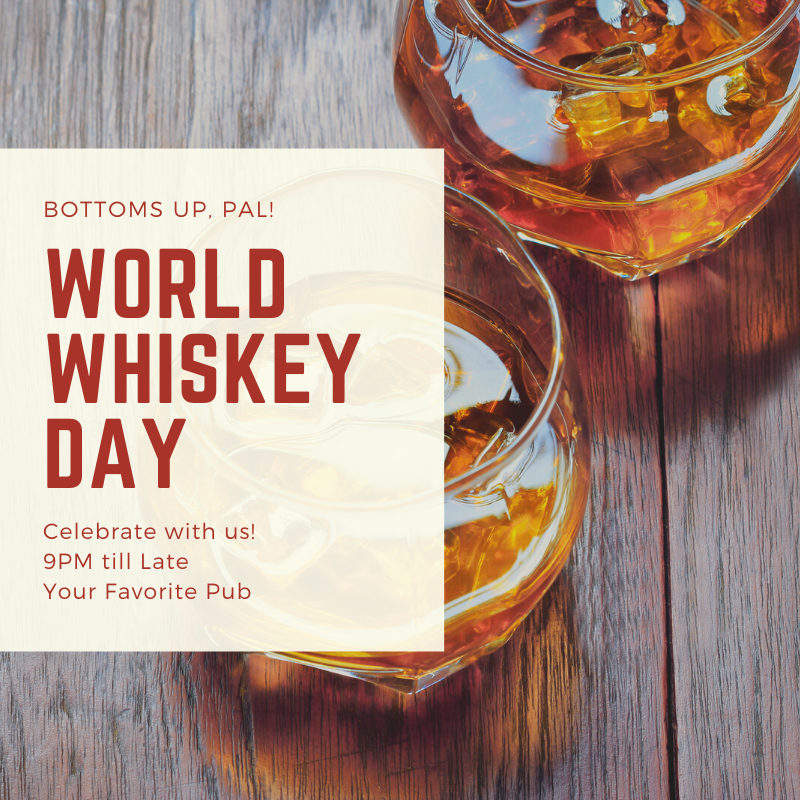 BOTTOMS UP, PAL!
WORLD
WHISKEY
DAY
Celebrate with us!
9PM till Late
Your Favorite Pub